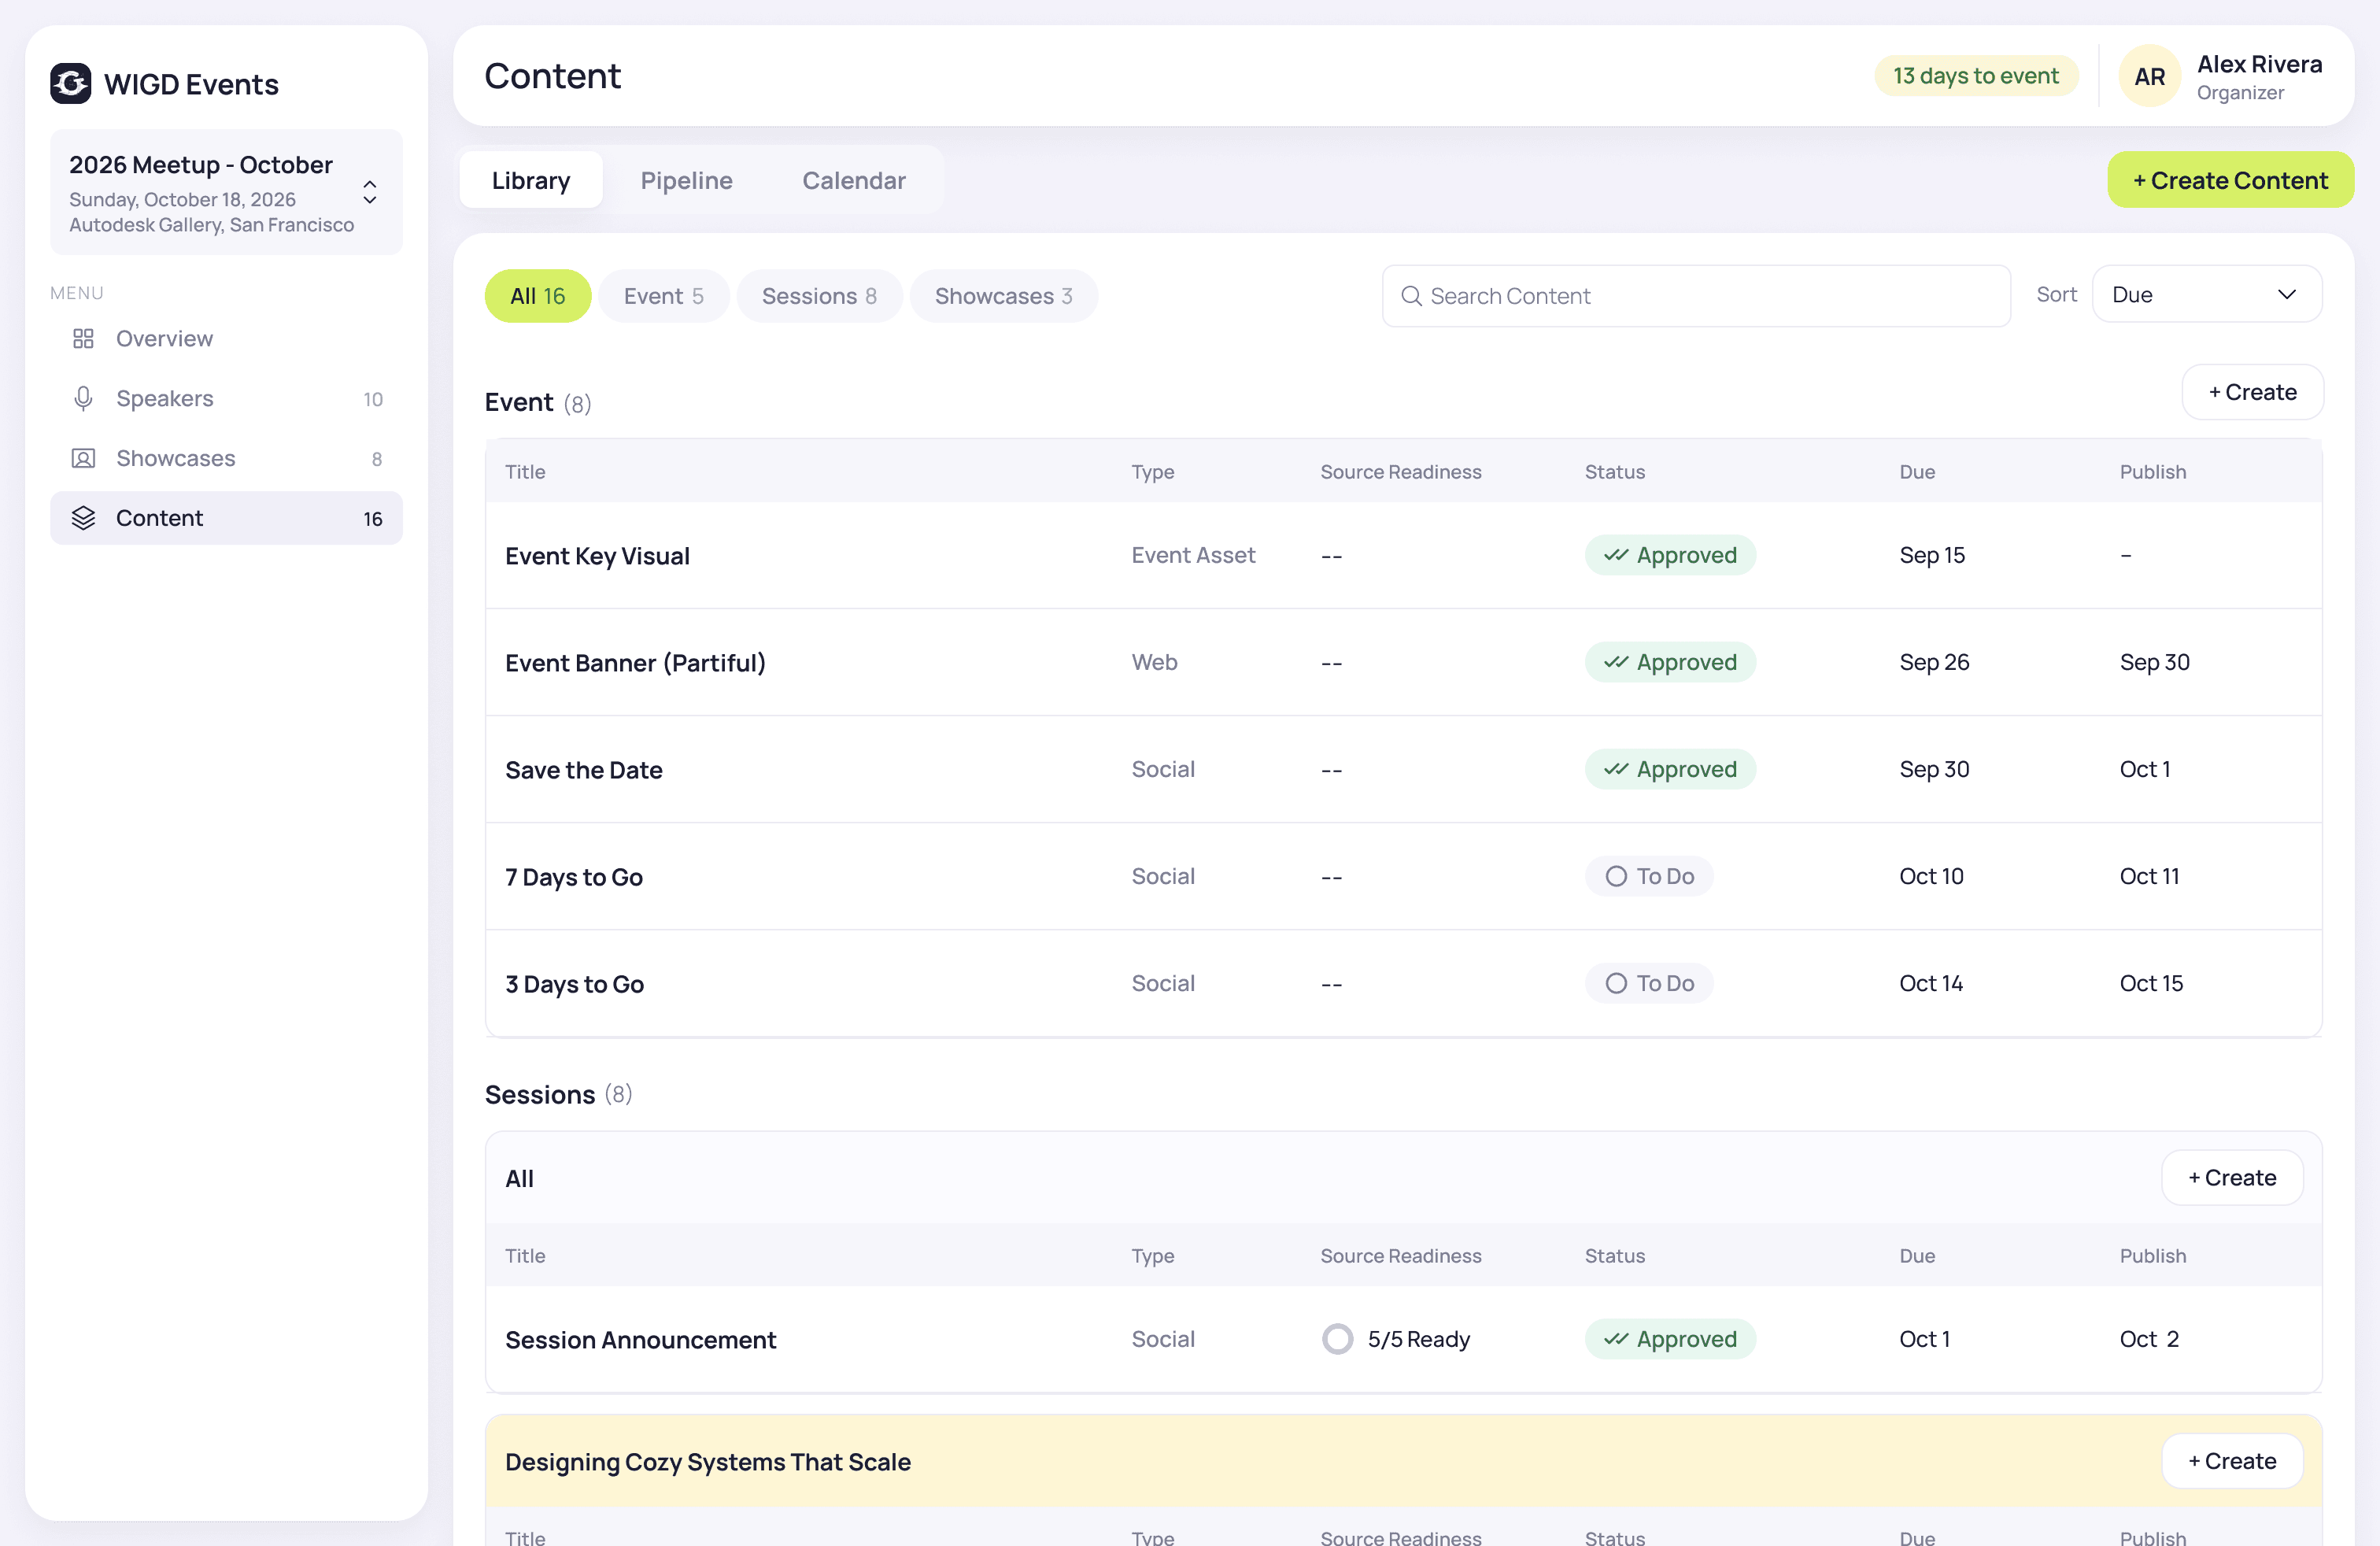 WIGD Events
2026 Meetup - October
Sunday, October 18, 2026
Autodesk Gallery, San Francisco
MENU
Overview
Speakers 10
Showcases 8
Content 16
Content
13 days to event
AR
Alex Rivera
Organizer
Library Pipeline Calendar
+ Create Content
All 16 Event 5 Sessions 8 Showcases 3
Search Content
Sort Due
Event (8)
+ Create
Title Type Source Readiness Status Due Publish
Event Key Visual Event Asset -- Approved Sep 15 –
Event Banner (Partiful) Web -- Approved Sep 26 Sep 30
Save the Date Social -- Approved Sep 30 Oct 1
7 Days to Go Social -- To Do Oct 10 Oct 11
3 Days to Go Social -- To Do Oct 14 Oct 15
Sessions (8)
All
+ Create
Title Type Source Readiness Status Due Publish
Session Announcement Social 5/5 Ready Approved Oct 1 Oct 2
Designing Cozy Systems That Scale
+ Create
Title Type Source Readiness Status Due Publish